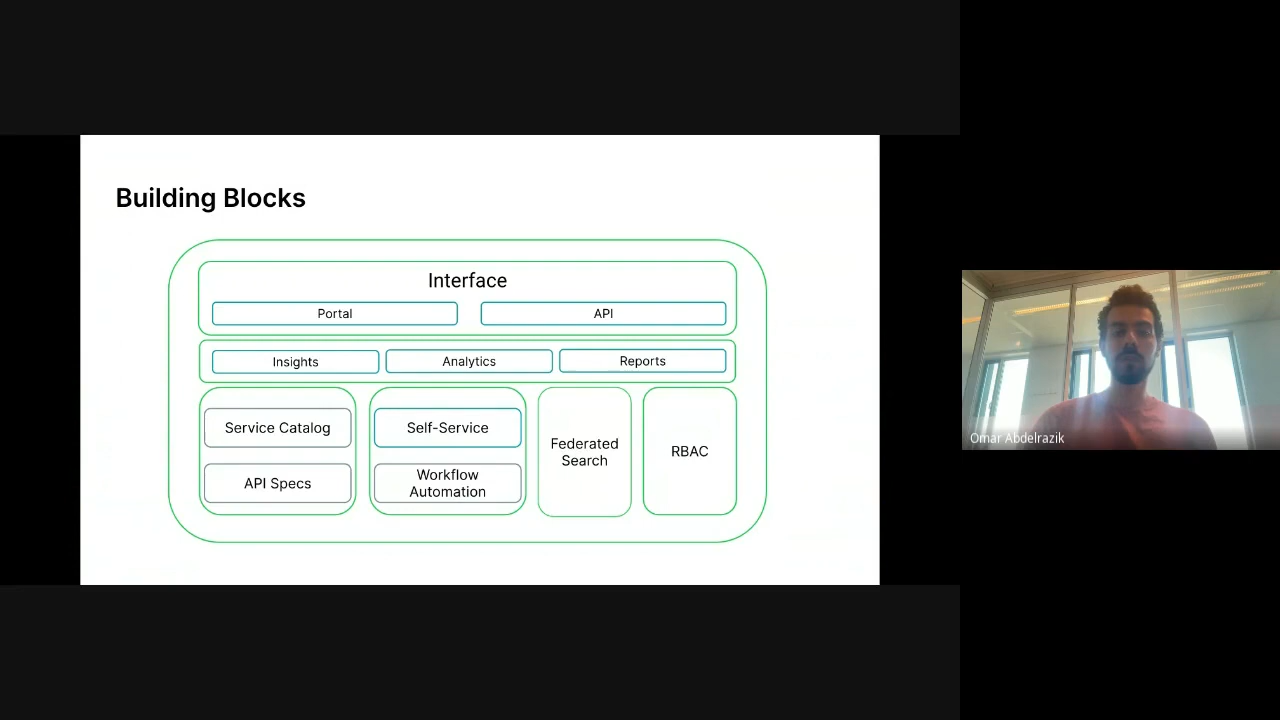 Building Blocks
Interface
Portal
API
Insights
Analytics
Reports
Service Catalog
Self-Service
API Specs
Workflow
Automation
Federated
Search
RBAC
Omar Abdelrazik